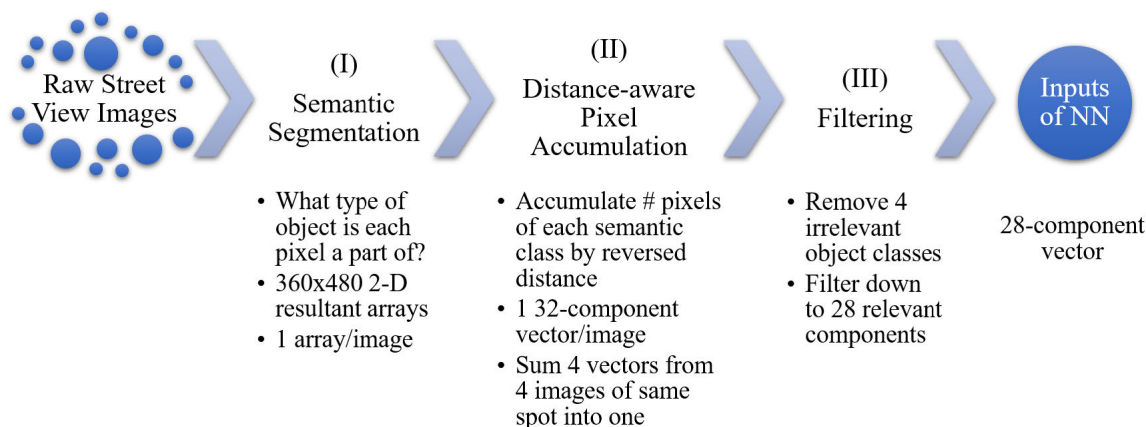 Raw Street
View Images
(I)
Semantic
Segmentation
• What type of
object is each
pixel a part of?
• 360x480 2-D
resultant arrays
• 1 array/image
(II)
Distance-aware
Pixel
Accumulation
• Accumulate # pixels
of each semantic
class by reversed
distance
• 1 32-component
vector/image
• Sum 4 vectors from
4 images of same
spot into one
(III)
Filtering
• Remove 4
irrelevant
object classes
• Filter down
to 28 relevant
components
Inputs
of NN
28-component
vector